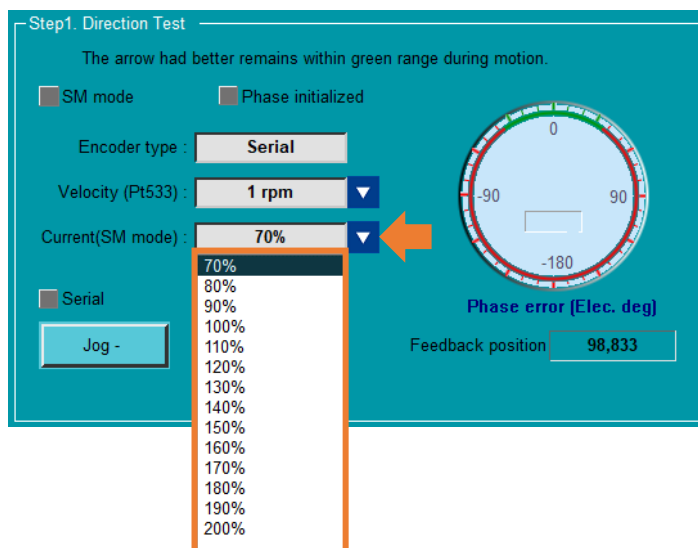 Step1. Direction Test
The arrow had better remains within green range during motion.
SM mode
Phase initialized
Encoder type :
Serial
Velocity (Pt533) :
1 rpm
Current(SM mode) :
70%
70%
80%
90%
100%
110%
120%
130%
140%
150%
160%
170%
180%
190%
200%
Serial
Jog -
0
-90
90
-180
Phase error (Elec. deg)
Feedback position
98,833